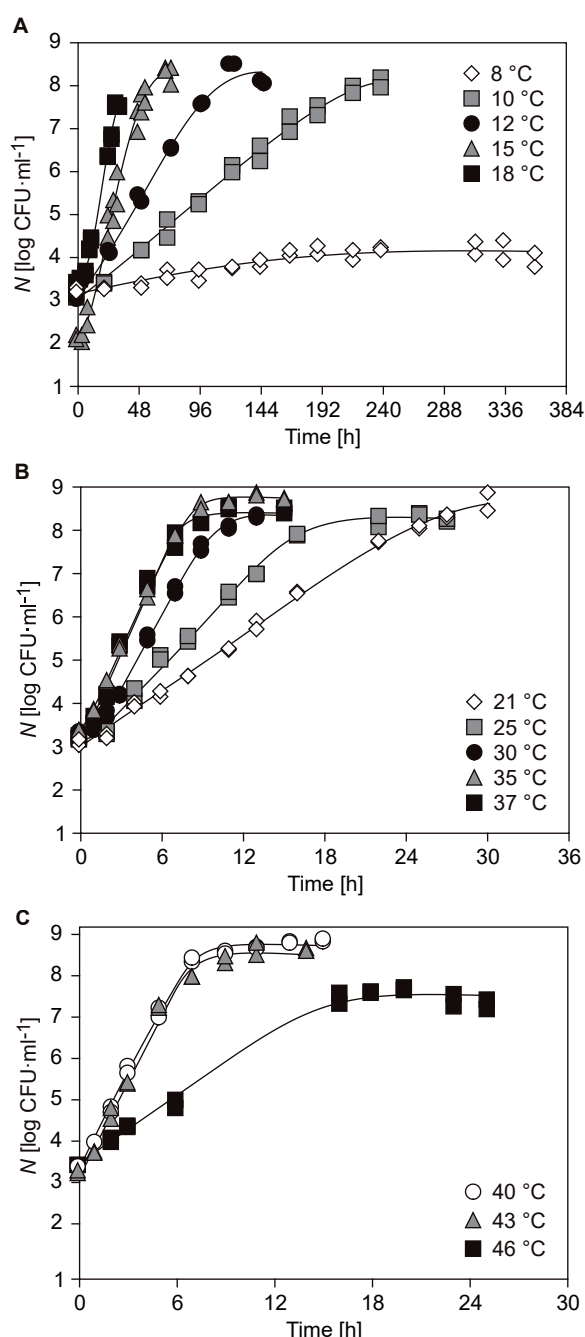 A
9
8
7
6
5
4
3
2
1
N [log CFU·ml-1]
8 °C
10 °C
12 °C
15 °C
18 °C
0 48 96 144 192 240 288 336 384
Time [h]
B
9
8
7
6
5
4
3
2
1
N [log CFU·ml-1]
21 °C
25 °C
30 °C
35 °C
37 °C
0 6 12 18 24 30 36
Time [h]
C
9
8
7
6
5
4
3
2
1
N [log CFU·ml-1]
40 °C
43 °C
46 °C
0 6 12 18 24 30
Time [h]